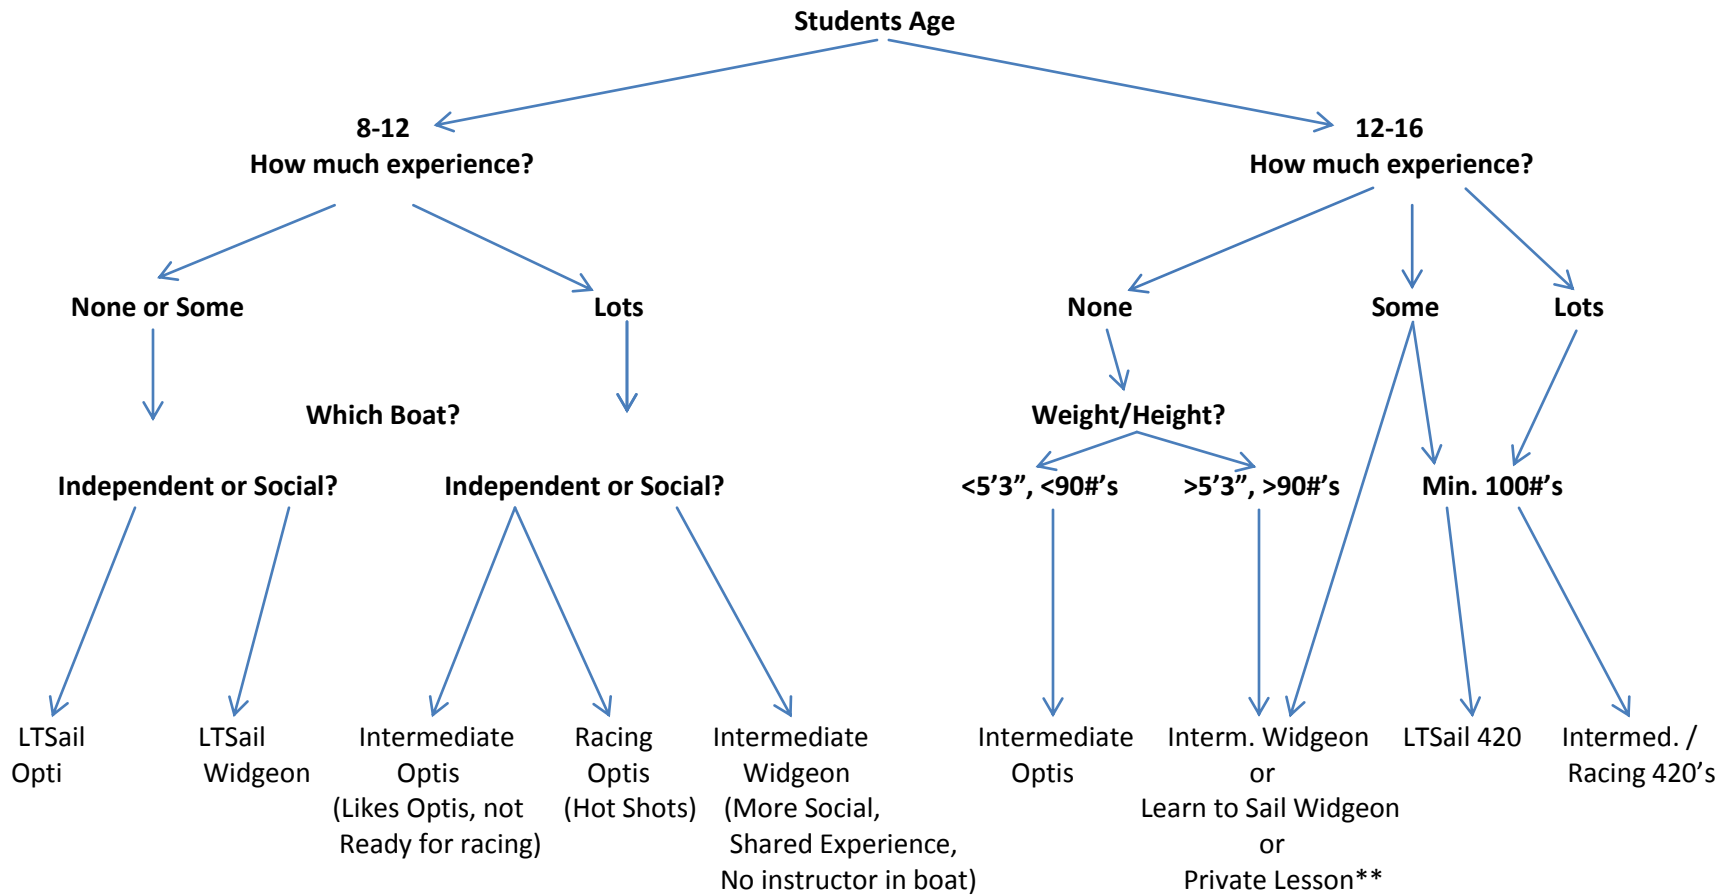 Students Age
8-12
How much experience?
12-16
How much experience?
None or Some
Lots
None
Some
Lots
Which Boat?
Weight/Height?
Independent or Social?
Independent or Social?
<5’3”, <90#’s
>5’3”, >90#’s
Min. 100#’s
LTSail
Opti
LTSail
Widgeon
Intermediate
Optis
(Likes Optis, not
Ready for racing)
Racing
Optis
(Hot Shots)
Intermediate
Widgeon
(More Social,
Shared Experience,
No instructor in boat)
Intermediate
Optis
Interm. Widgeon
or
Learn to Sail Widgeon
or
Private Lesson**
LTSail 420
Intermed. /
Racing 420’s